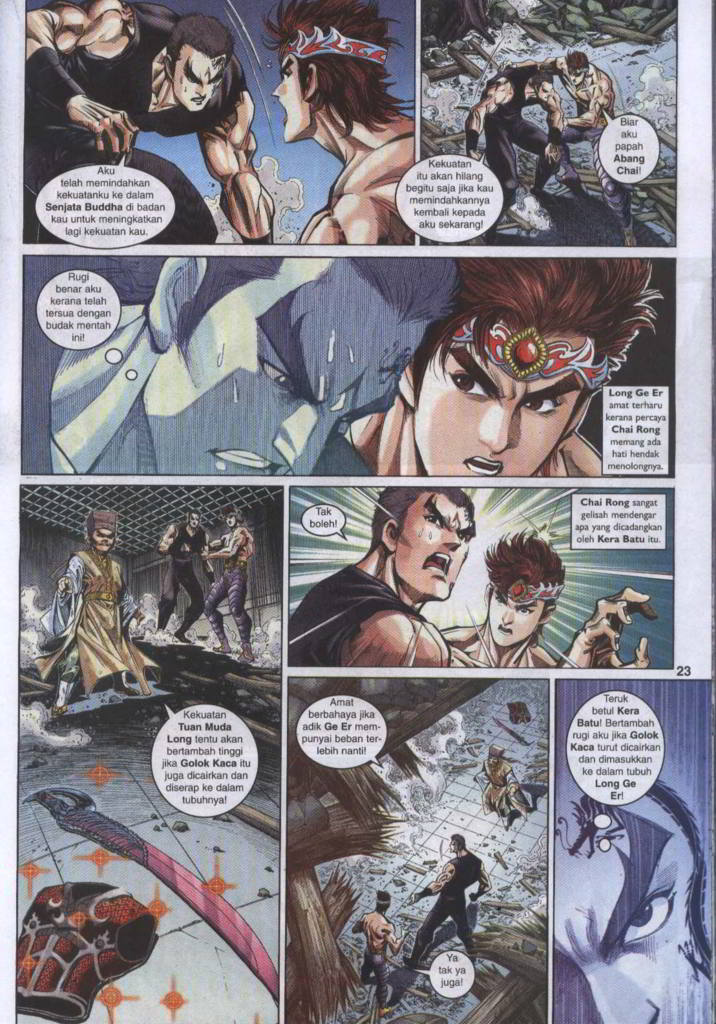 Aku
telah memindahkan
kekuatanku ke dalam
Senjata Buddha di badan
kau untuk meningkatkan
lagi kekuatan kau.
Kekuatan
itu akan hilang
begitu saja jika kau
memindahkannya
kembali kepada
aku sekarang!
Biar
aku
papah
Abang
Chai!
Rugi
benar aku
kerana telah
tersua dengan
budak mentah
ini!
Long Ge Er
amat terharu
kerana percaya
Chai Rong
memang ada
hati hendak
menolongnya.
Kekuatan
Tuan Muda
Long tentu akan
bertambah tinggi
jika Golok Kaca itu
juga dicairkan dan
diserap ke dalam
tubuhnya!
Tak
boleh!
Chai Rong sangat
gelisah mendengar
apa yang dicadangkan
oleh Kera Batu itu.
23
Amat
berbahaya jika
adik Ge Er mem-
punyai beban ter-
lebih nanti!
Ya
tak ya
juga!
Teruk
betul Kera
Batu! Bertambah
rugi aku jika Golok
Kaca turut dicairkan
dan dimasukkan
ke dalam tubuh
Long Ge
Er!